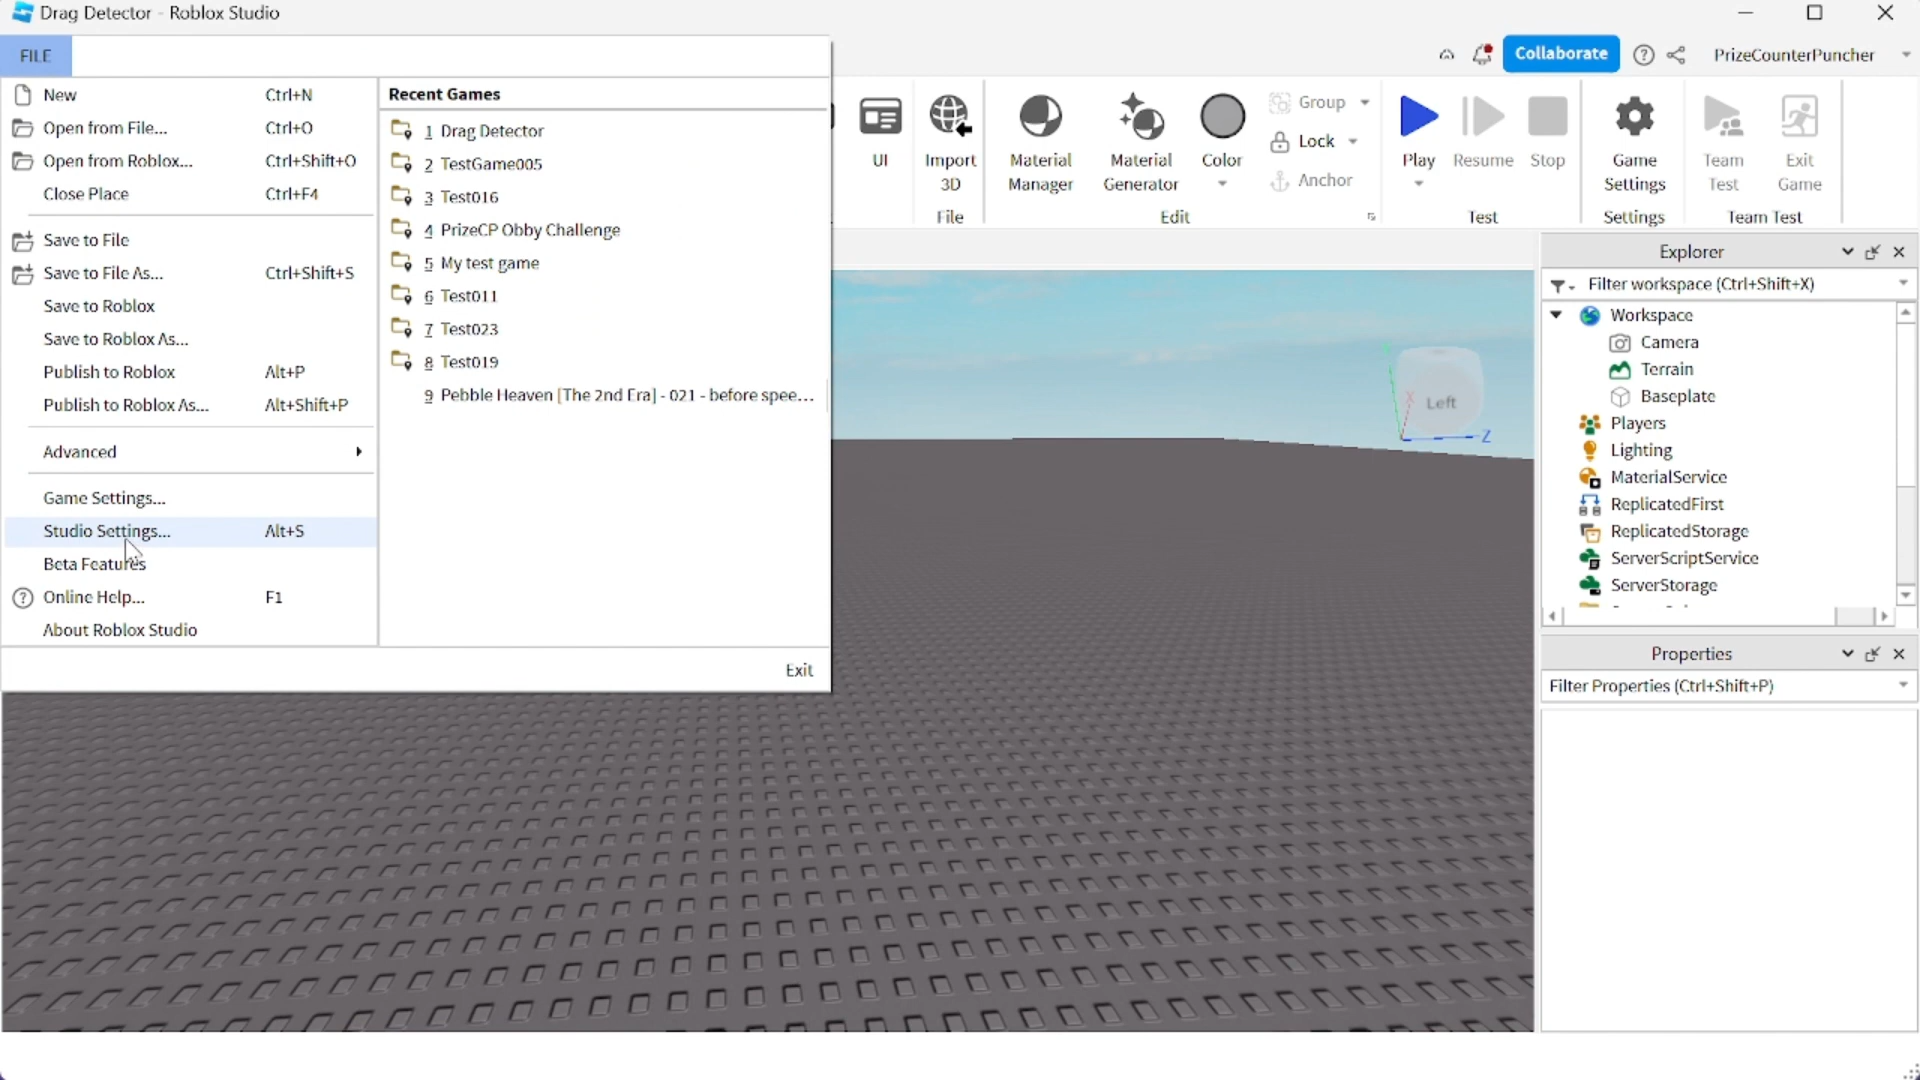 Drag Detector - Roblox Studio
FILE
Collaborate
PrizeCounterPuncher
New Ctrl+N
Open from File... Ctrl+O
Open from Roblox... Ctrl+Shift+O
Close Place Ctrl+F4
Save to File
Save to File As... Ctrl+Shift+S
Save to Roblox
Save to Roblox As...
Publish to Roblox Alt+P
Publish to Roblox As... Alt+Shift+P
Advanced
Game Settings...
Studio Settings... Alt+S
Beta Features
Online Help... F1
About Roblox Studio
Recent Games
1 Drag Detector
2 TestGame005
3 Test016
4 PrizeCP Obby Challenge
5 My test game
6 Test011
7 Test023
8 Test019
9 Pebble Heaven [The 2nd Era] - 021 - before spee...
Exit
UI
Import
3D
File
Material
Manager
Material
Generator
Color
Group
Lock
Anchor
Edit
Play
Resume
Stop
Test
Game
Settings
Settings
Team
Test
Exit
Game
Team Test
Left
X
Z
Explorer
Filter workspace (Ctrl+Shift+X)
Workspace
Camera
Terrain
Baseplate
Players
Lighting
MaterialService
ReplicatedFirst
ReplicatedStorage
ServerScriptService
ServerStorage
Properties
Filter Properties (Ctrl+Shift+P)